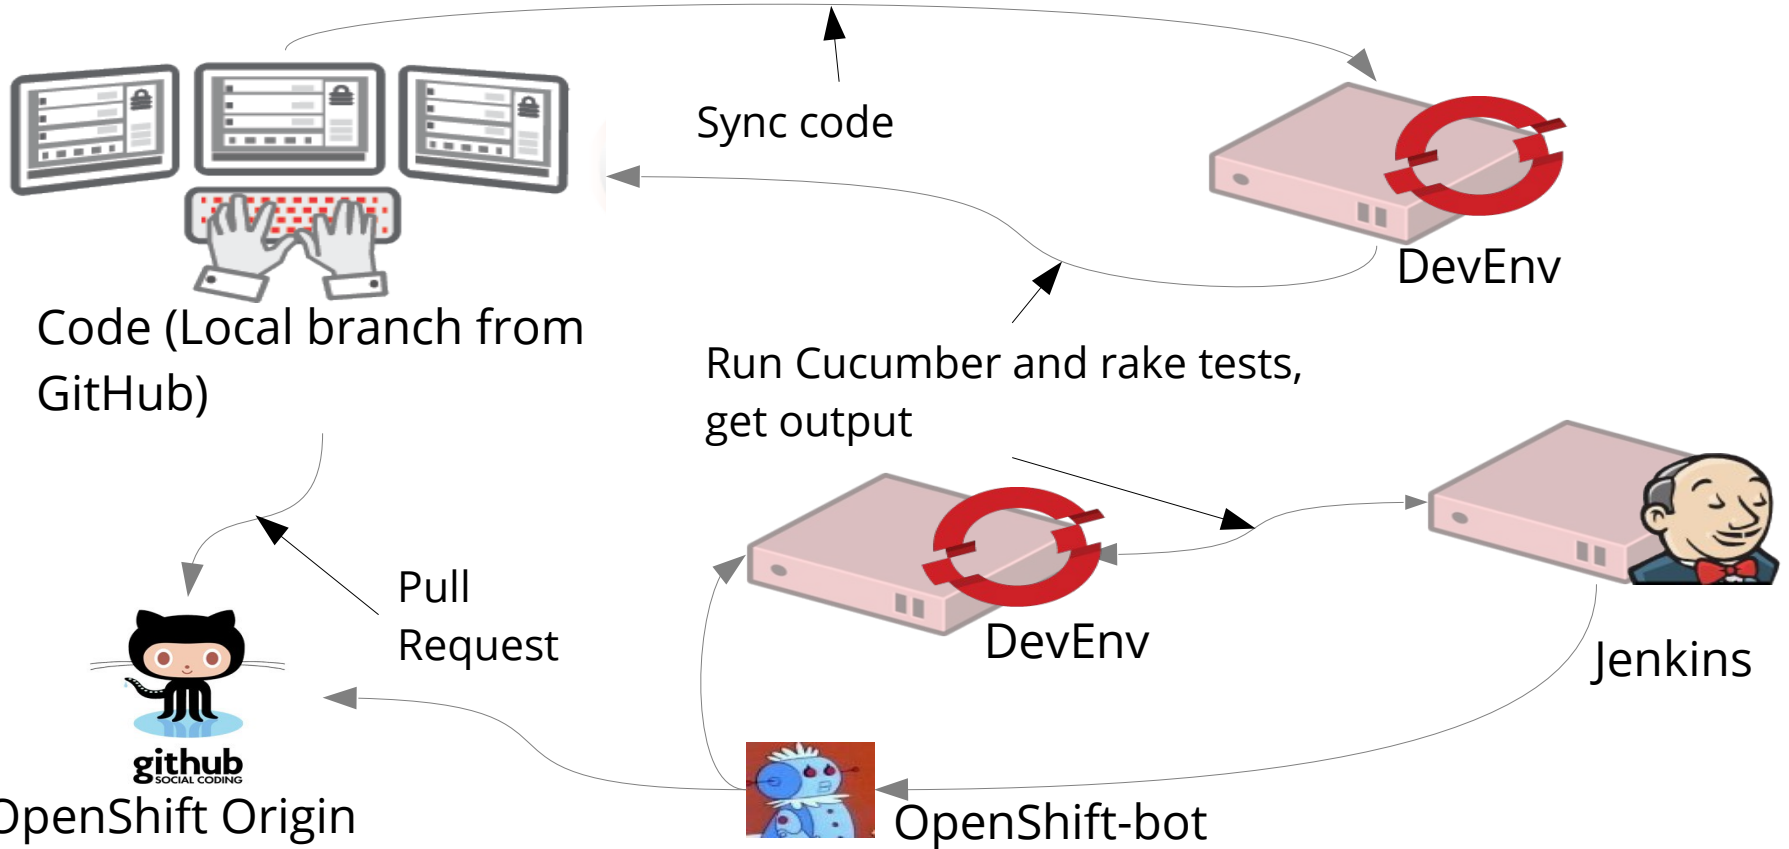 Sync code
DevEnv
Code (Local branch from
GitHub)
Run Cucumber and rake tests,
get output
Pull
Request
DevEnv
Jenkins
github
SOCIAL CODING
OpenShift Origin
OpenShift-bot